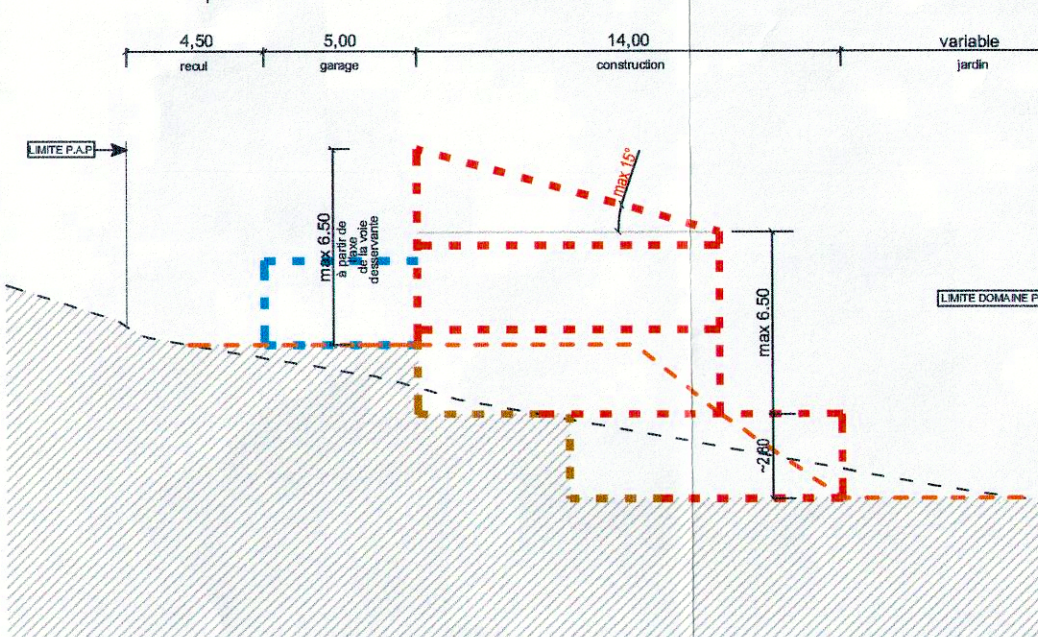 4,50
5,00
14,00
variable
recul
garage
construction
jardin
LIMITE P.A.P
max 15°
max 6.50
à partir de
l'axe
de la voie
desservante
max 6.50
LIMITE DOMAINE P
~2,80